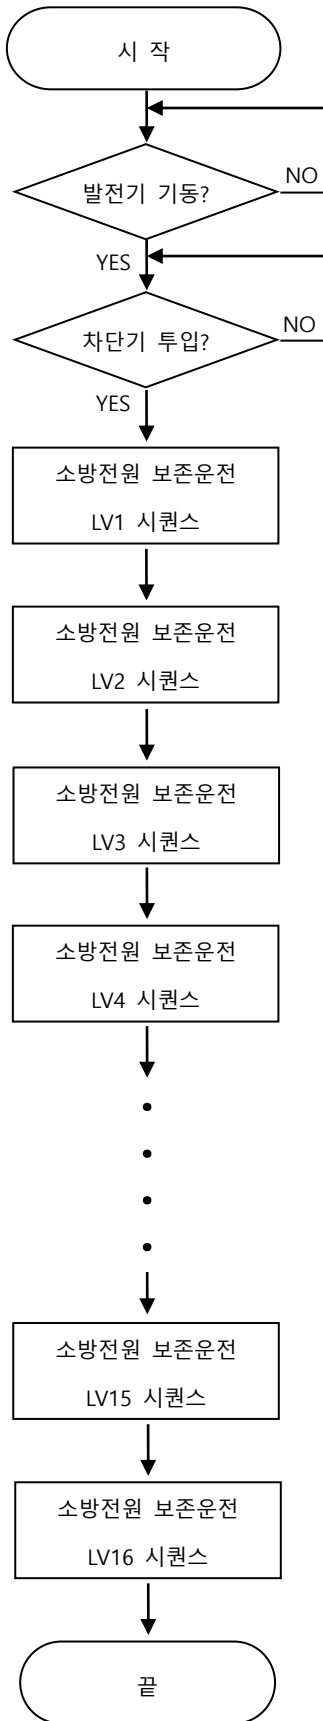 시 작
발전기 기동?
NO
YES
차단기 투입?
NO
YES
소방전원 보존운전
LV1 시퀀스
소방전원 보존운전
LV2 시퀀스
소방전원 보존운전
LV3 시퀀스
소방전원 보존운전
LV4 시퀀스
소방전원 보존운전
LV15 시퀀스
소방전원 보존운전
LV16 시퀀스
끝